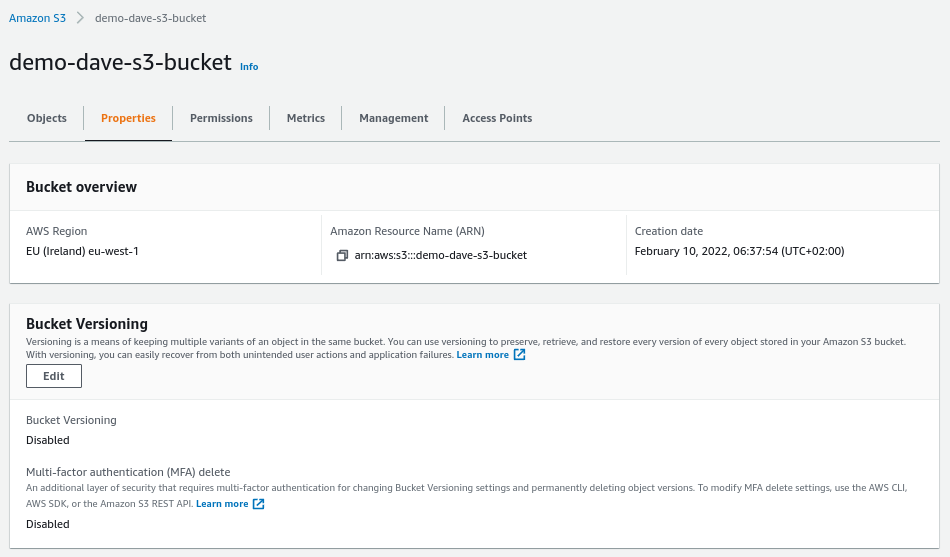 Amazon S3 > demo-dave-s3-bucket
demo-dave-s3-bucket Info
Objects Properties Permissions Metrics Management Access Points
Bucket overview
AWS Region Amazon Resource Name (ARN) Creation date
EU (Ireland) eu-west-1 arn:aws:s3:::demo-dave-s3-bucket February 10, 2022, 06:37:54 (UTC+02:00)
Bucket Versioning
Versioning is a means of keeping multiple variants of an object in the same bucket. You can use versioning to preserve, retrieve, and restore every version of every object stored in your Amazon S3 bucket.
With versioning, you can easily recover from both unintended user actions and application failures. Learn more
Edit
Bucket Versioning
Disabled
Multi-factor authentication (MFA) delete
An additional layer of security that requires multi-factor authentication for changing Bucket Versioning settings and permanently deleting object versions. To modify MFA delete settings, use the AWS CLI,
AWS SDK, or the Amazon S3 REST API. Learn more
Disabled